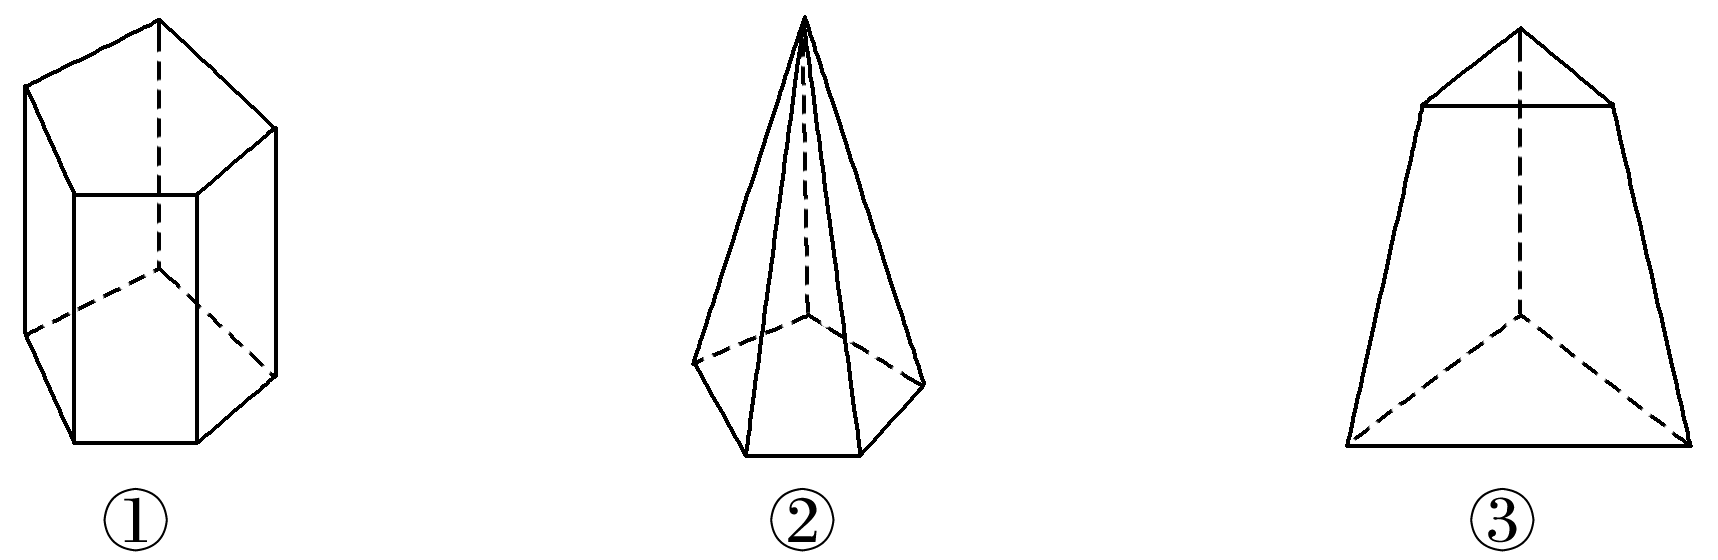 ① ② ③